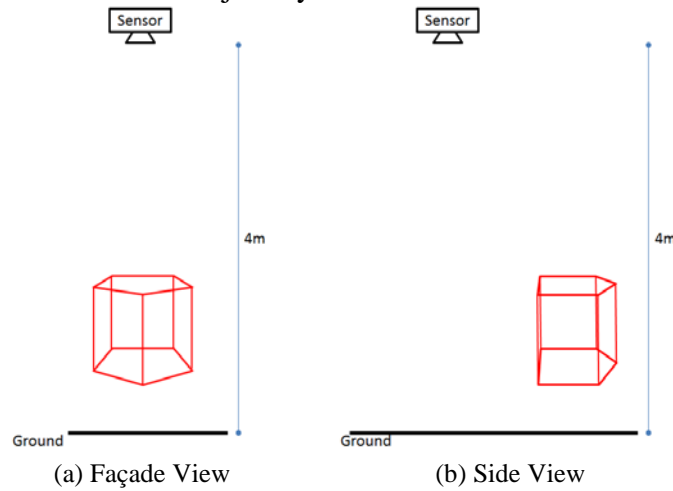 Sensor
Sensor
4m
4m
Ground
Ground
(a) Façade View
(b) Side View